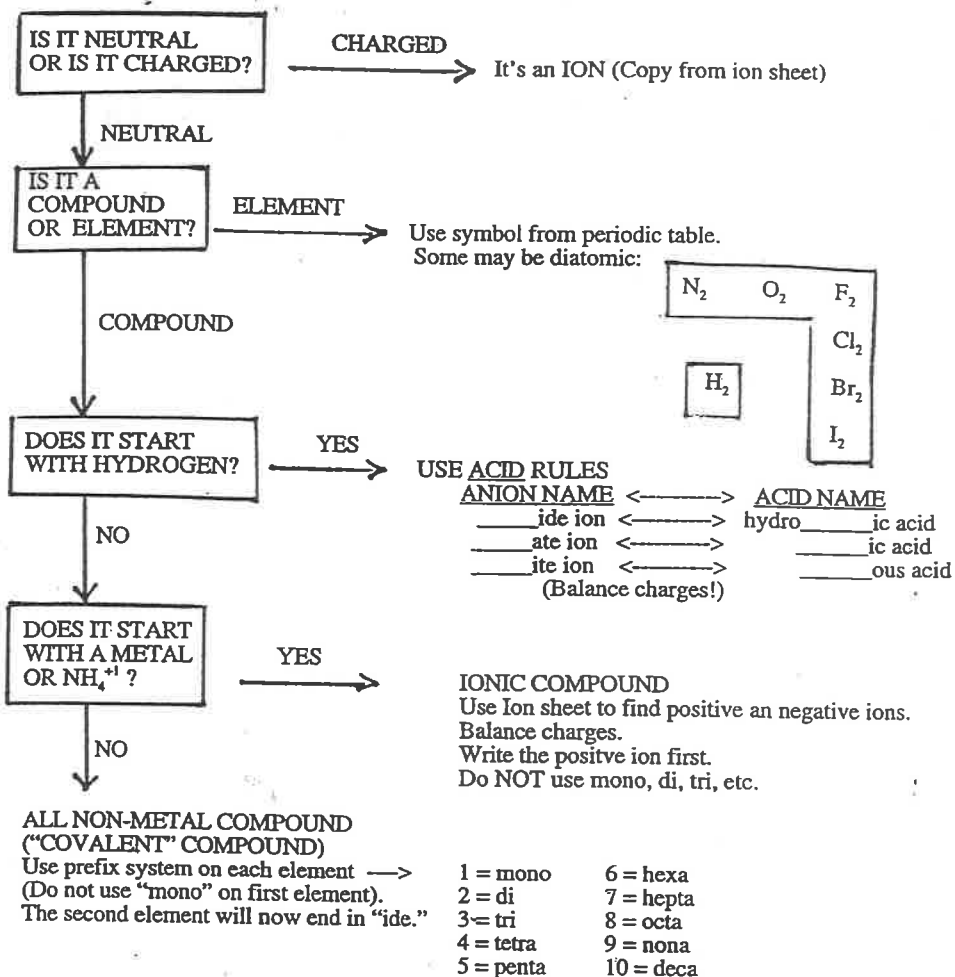 IS IT NEUTRAL
OR IS IT CHARGED?
CHARGED
It's an ION (Copy from ion sheet)
NEUTRAL
IS IT A
COMPOUND
OR ELEMENT?
ELEMENT
Use symbol from periodic table.
Some may be diatomic:
N₂ O₂ F₂
Cl₂
H₂ Br₂
I₂
COMPOUND
DOES IT START
WITH HYDROGEN?
YES
USE ACID RULES
ANION NAME <--------> ACID NAME
_____ide ion <--------> hydro______ic acid
_____ate ion <--------> ______ic acid
_____ite ion <--------> ______ous acid
(Balance charges!)
NO
DOES IT START
WITH A METAL
OR NH₄⁺¹ ?
YES
IONIC COMPOUND
Use Ion sheet to find positive an negative ions.
Balance charges.
Write the positve ion first.
Do NOT use mono, di, tri, etc.
NO
ALL NON-METAL COMPOUND
("COVALENT" COMPOUND)
Use prefix system on each element --->
(Do not use "mono" on first element).
The second element will now end in "ide."
1 = mono 6 = hexa
2 = di 7 = hepta
3 = tri 8 = octa
4 = tetra 9 = nona
5 = penta 10 = deca